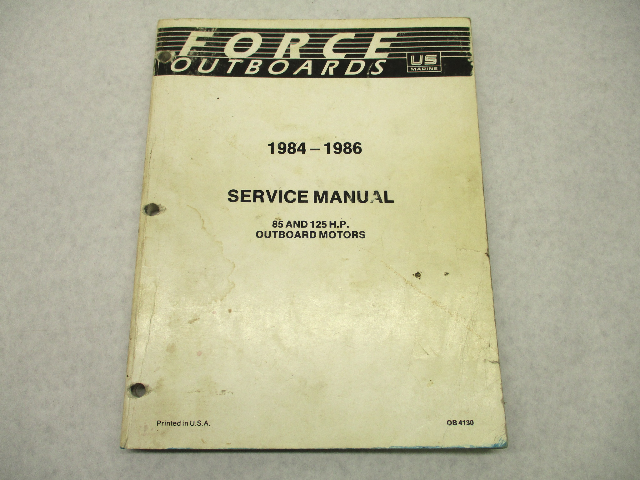 FORCE
OUTBOARDS
US
MARINE
1984-1986
SERVICE MANUAL
85 AND 125 H.P.
OUTBOARD MOTORS
Printed in U.S.A.
OB 4130